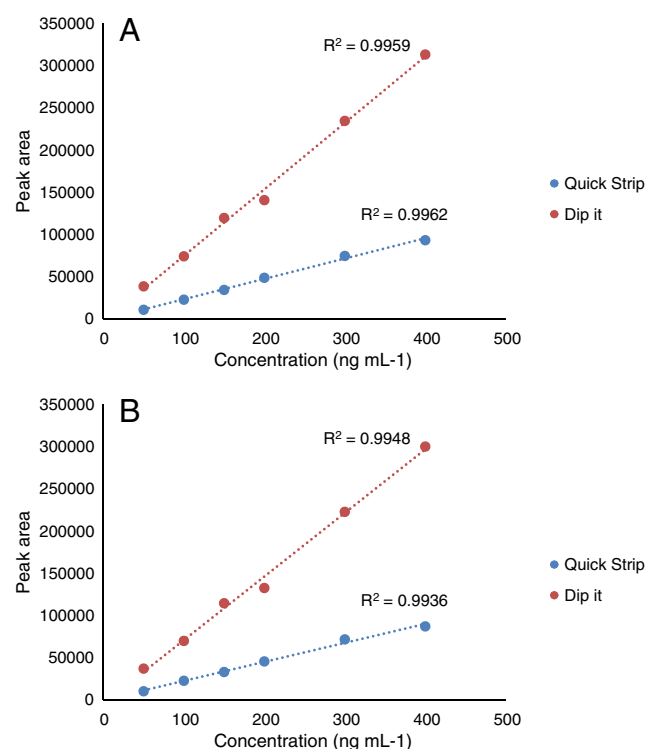 A
350000
300000
250000
200000
150000
100000
50000
0
Peak area
R² = 0.9959
R² = 0.9962
Quick Strip
Dip it
0 100 200 300 400 500
Concentration (ng mL-1)
B
350000
300000
250000
200000
150000
100000
50000
0
Peak area
R² = 0.9948
R² = 0.9936
Quick Strip
Dip it
0 100 200 300 400 500
Concentration (ng mL-1)